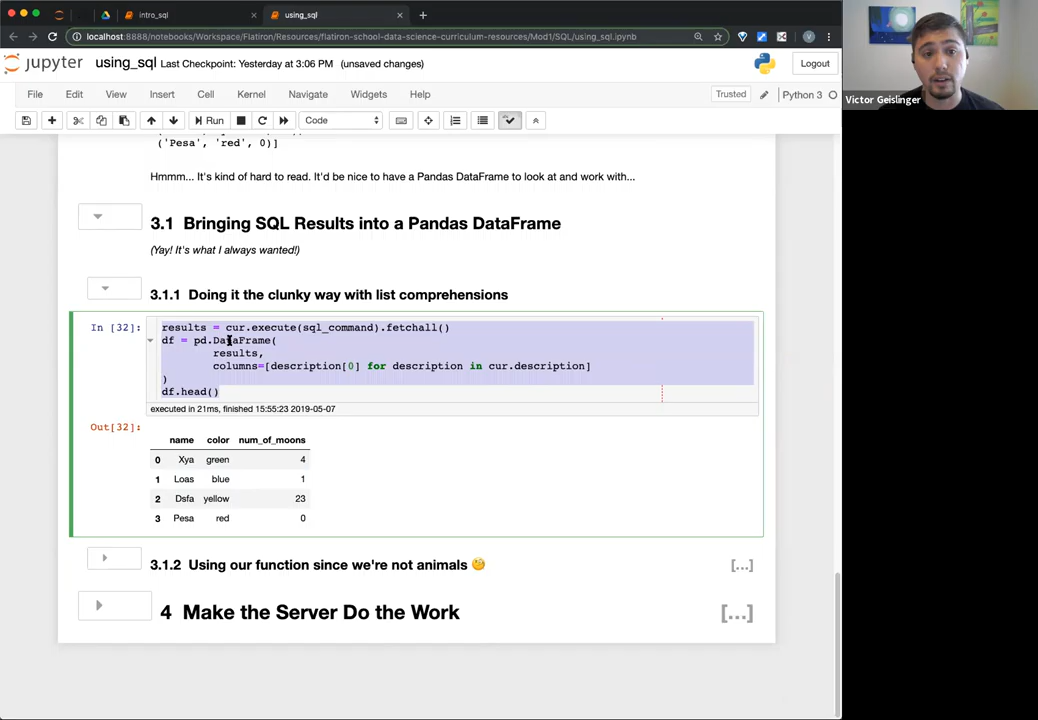 intro_sql
using_sql
localhost:8888/notebooks/Workspace/Flatiron/Resources/flatiron-school-data-science-curriculum-resources/Mod1/SQL/using_sql.ipynb
V
jupyter using_sql Last Checkpoint: Yesterday at 3:06 PM (unsaved changes)
Logout
Victor Geislinger
File Edit View Insert Cell Kernel Navigate Widgets Help
Trusted Python 3
Run Code
('Pesa', 'red', 0)]
Hmmm... It's kind of hard to read. It'd be nice to have a Pandas DataFrame to look at and work with...
3.1 Bringing SQL Results into a Pandas DataFrame
(Yay! It's what I always wanted!)
3.1.1 Doing it the clunky way with list comprehensions
In [32]: results = cur.execute(sql_command).fetchall()
df = pd.DataFrame(
results,
columns=[description[0] for description in cur.description]
)
df.head()
executed in 21ms, finished 15:55:23 2019-05-07
Out[32]:
name color num_of_moons
0 Xya green 4
1 Loas blue 1
2 Dsfa yellow 23
3 Pesa red 0
3.1.2 Using our function since we're not animals 🧐
[...]
4 Make the Server Do the Work
[...]